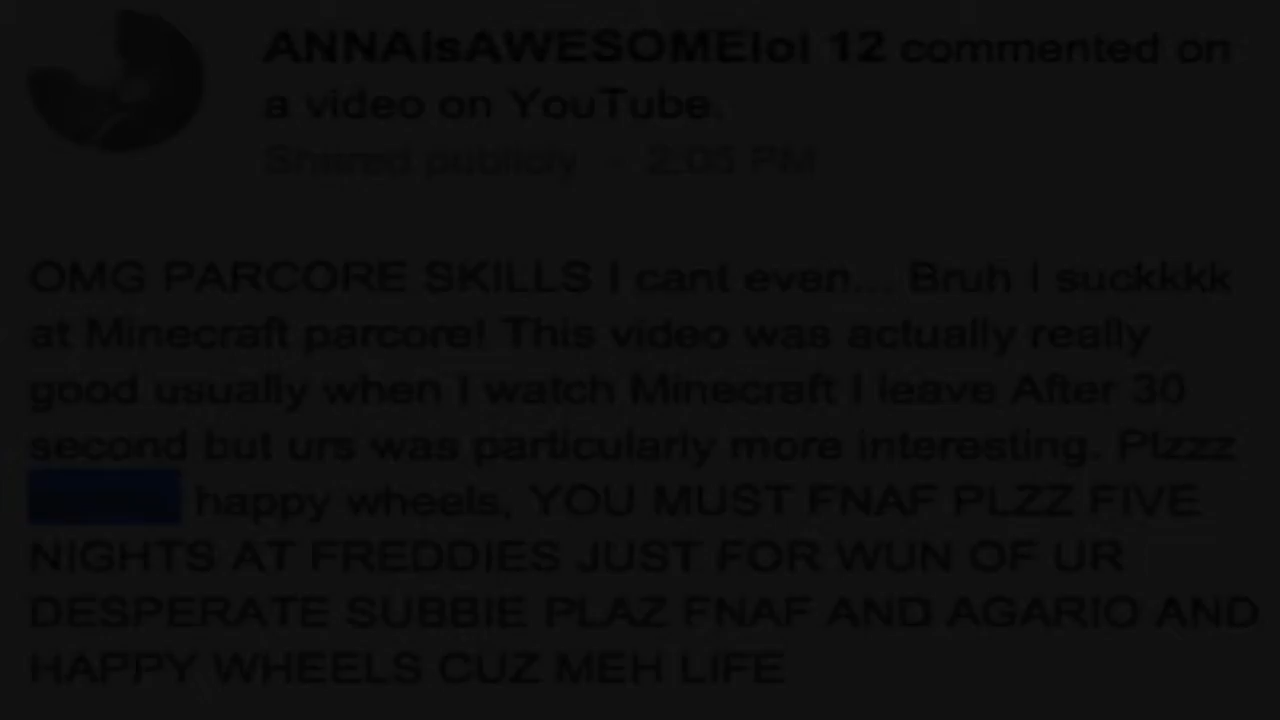 ANNAIsAWESOMElol 12 commented on
a video on YouTube.
Shared publicly - 2:05 PM
OMG PARCORE SKILLS I cant even... Bruh I suckkkk
at Minecraft parcore! This video was actually really
good usually when I watch Minecraft I leave After 30
second but urs was particularly more interesting. Plzzz
happy wheels, YOU MUST FNAF PLZZ FIVE
NIGHTS AT FREDDIES JUST FOR WUN OF UR
DESPERATE SUBBIE PLAZ FNAF AND AGARIO AND
HAPPY WHEELS CUZ MEH LIFE